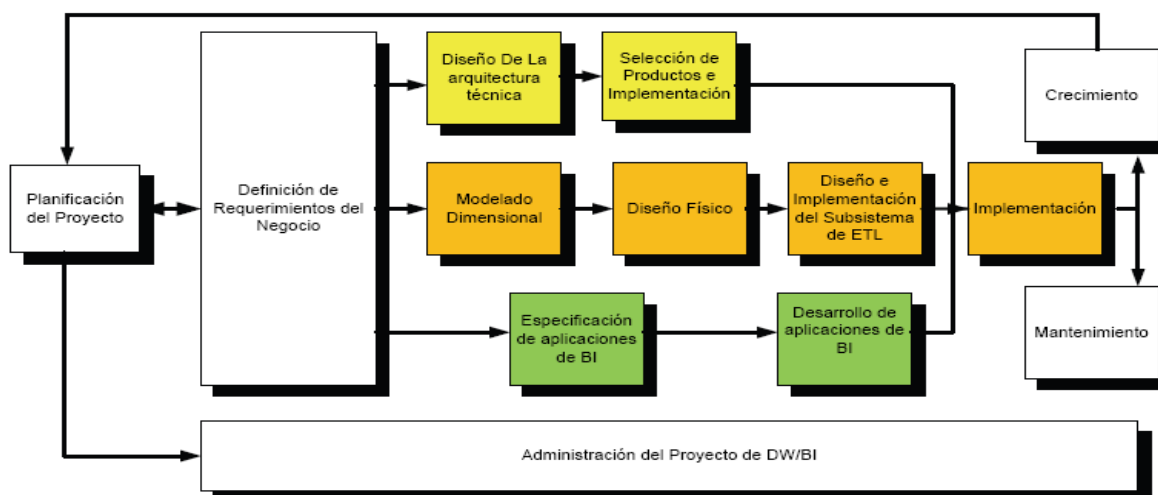 Planificación
del Proyecto
Definición de
Requerimientos del
Negocio
Diseño De La
arquitectura
técnica
Selección de
Productos e
Implementación
Modelado
Dimensional
Diseño Físico
Diseño e
Implementación
del Subsistema
de ETL
Implementación
Especificación
de aplicaciones
de BI
Desarrollo de
aplicaciones de
BI
Crecimiento
Mantenimiento
Administración del Proyecto de DW/BI